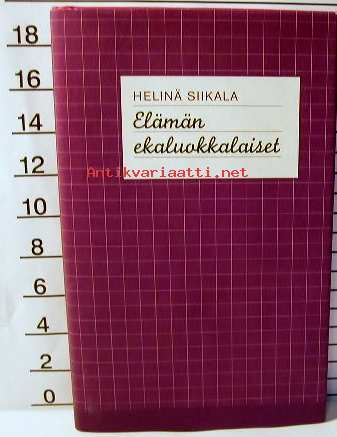 18
16
14
12
10
8
6
4
2
0
HELINÄ SIIKALA
Elämän
ekaluokkalaiset
Antikvariaatti.net